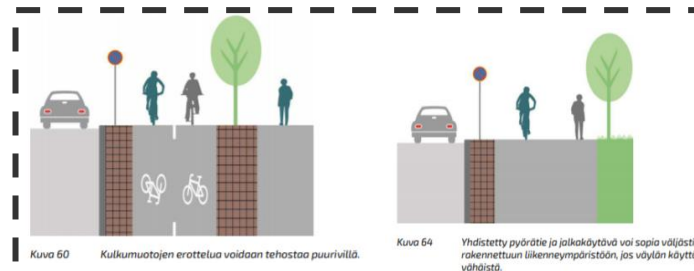 Kuva 60 Kulkumuotojen erottelua voidaan tehostaa puurivillä.
Kuva 64 Yhdistetty pyörätie ja jalkakäytävä voi sopia väljästi
rakennettuun liikenneympäristöön, jos väylän käytti
vähäistä.